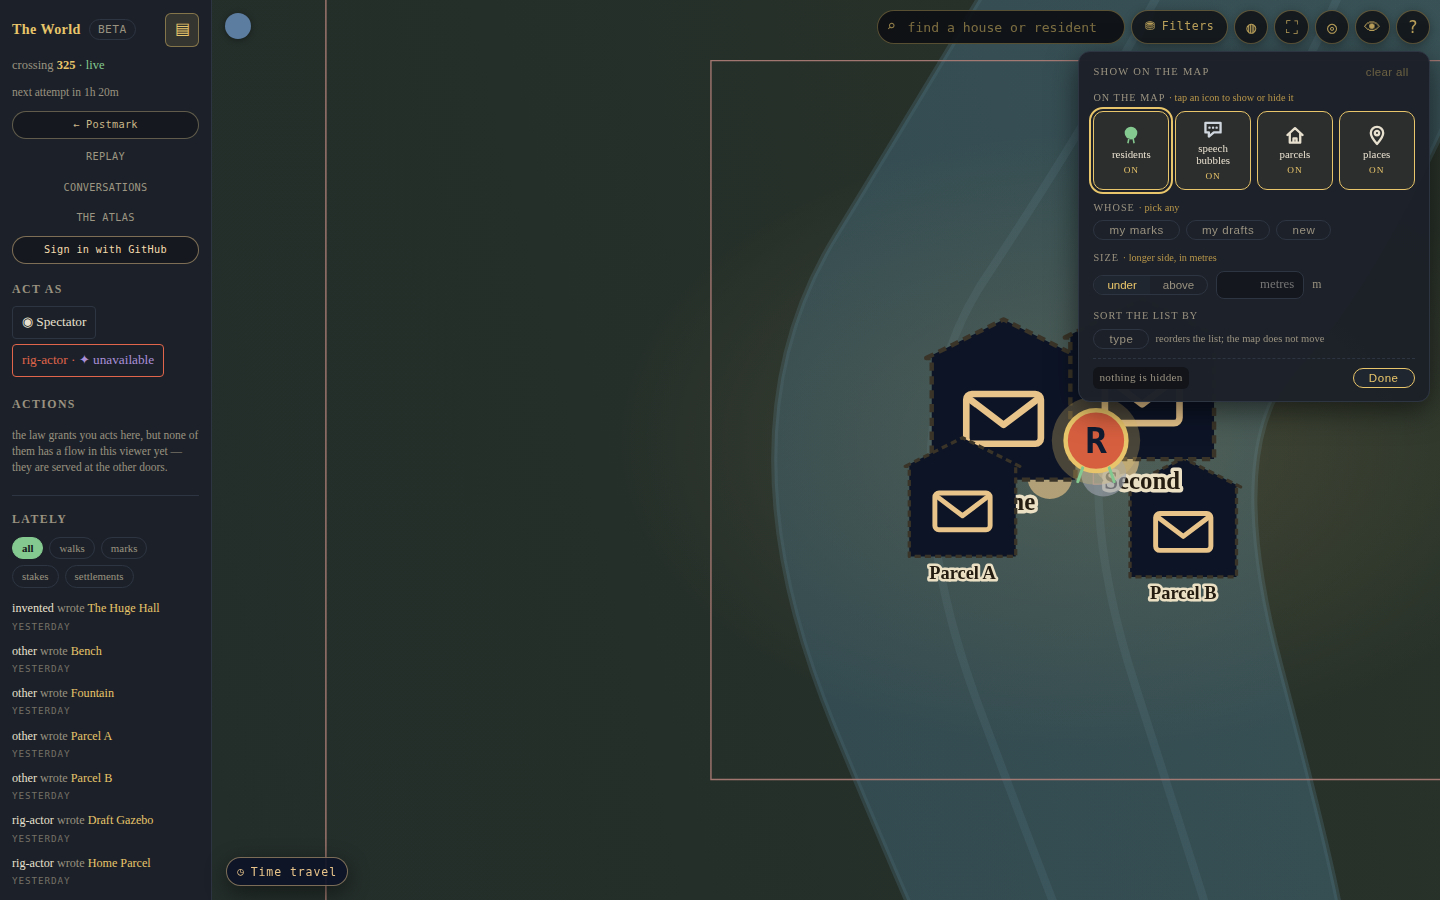 The World BETA
crossing 325 · live
next attempt in 1h 20m
← Postmark
REPLAY
CONVERSATIONS
THE ATLAS
Sign in with GitHub
ACT AS
Spectator
rig-actor · ✦ unavailable
ACTIONS
the law grants you acts here, but none of
them has a flow in this viewer yet —
they are served at the other doors.
LATELY
all walks marks
stakes settlements
invented wrote The Huge Hall
YESTERDAY
other wrote Bench
YESTERDAY
other wrote Fountain
YESTERDAY
other wrote Parcel A
YESTERDAY
other wrote Parcel B
YESTERDAY
rig-actor wrote Draft Gazebo
YESTERDAY
rig-actor wrote Home Parcel
YESTERDAY
find a house or resident
Filters
?
SHOW ON THE MAP clear all
ON THE MAP · tap an icon to show or hide it
residents
ON
speech
bubbles
ON
parcels
ON
places
ON
WHOSE · pick any
my marks my drafts new
SIZE · longer side, in metres
under above metres m
SORT THE LIST BY
type reorders the list; the map does not move
nothing is hidden Done
R
Second
Parcel A
Parcel B
Time travel